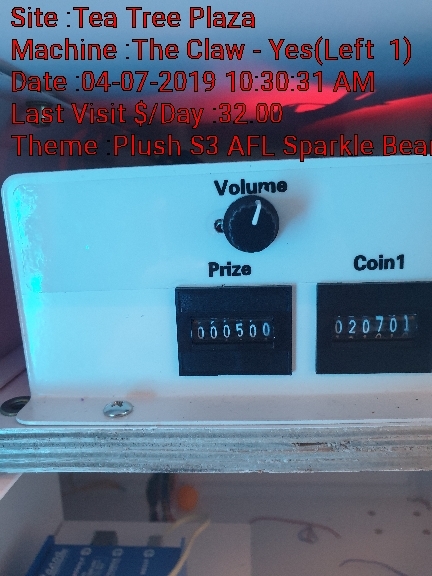 Site :Tea Tree Plaza
Machine :The Claw - Yes(Left 1)
Date :04-07-2019 10:30:31 AM
Last Visit $/Day :32.00
Theme :Plush S3 AFL Sparkle Bear
Volume
Prize
Coin1
000500
020701